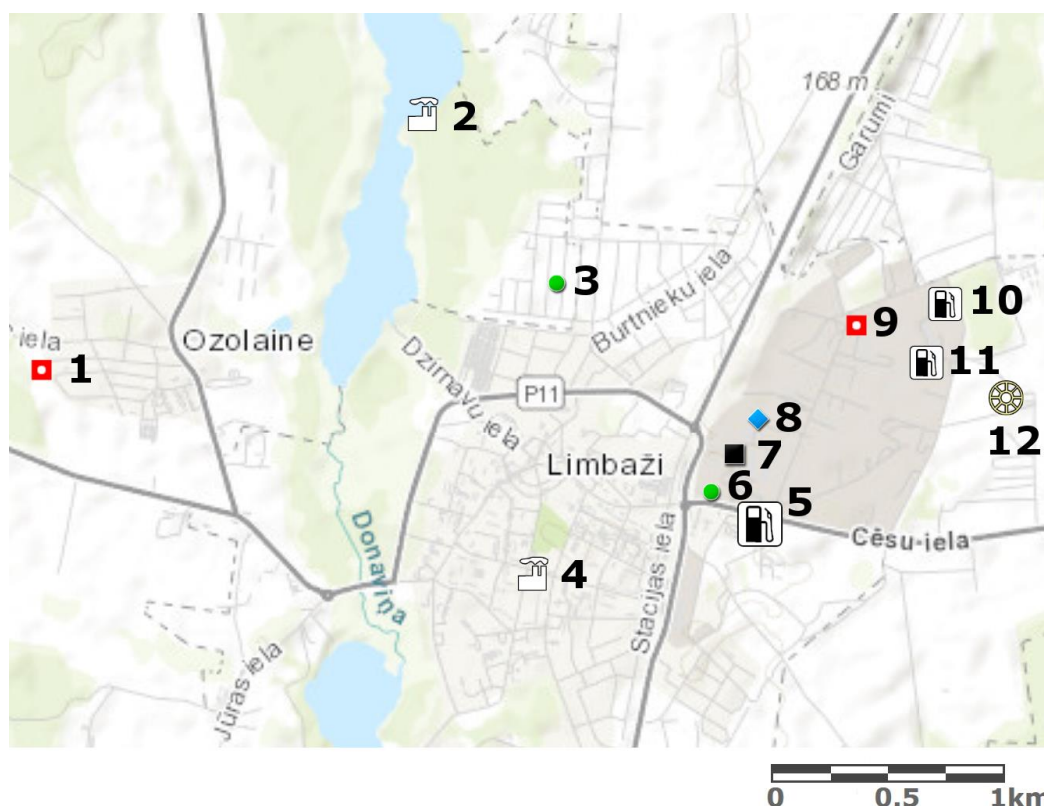 168 m
Garumi
2
3
Burtnieku iela
10
9
Ozolaine
iela
1
11
Dzirnavu iela
P11
12
8
Limbaži
7
6
5
Cēsu-iela
Donaviņa
4
Stacijas iela
Jūras iela
0 0.5 1km